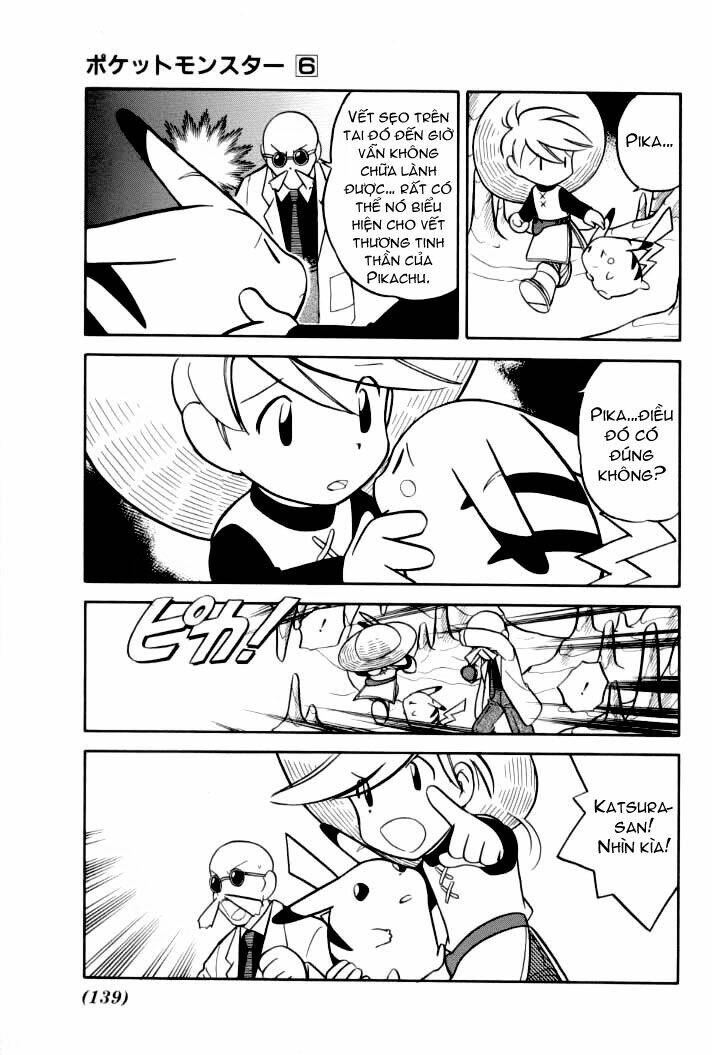 ポケットモンスター 6
PIKA...
VẾT SẸO TRÊN
TAI ĐÓ ĐẾN GIỜ
VẪN KHÔNG
CHỮA LÀNH
ĐƯỢC... RẤT CÓ
THỂ NÓ BIỂU
HIỆN CHO VẾT
THƯƠNG TINH
THẦN CỦA
PIKACHU.
PIKA...ĐIỀU
ĐÓ CÓ
ĐÚNG
KHÔNG?
ピカ!
KATSURA-
SAN!
NHÌN KÌA!
(139)